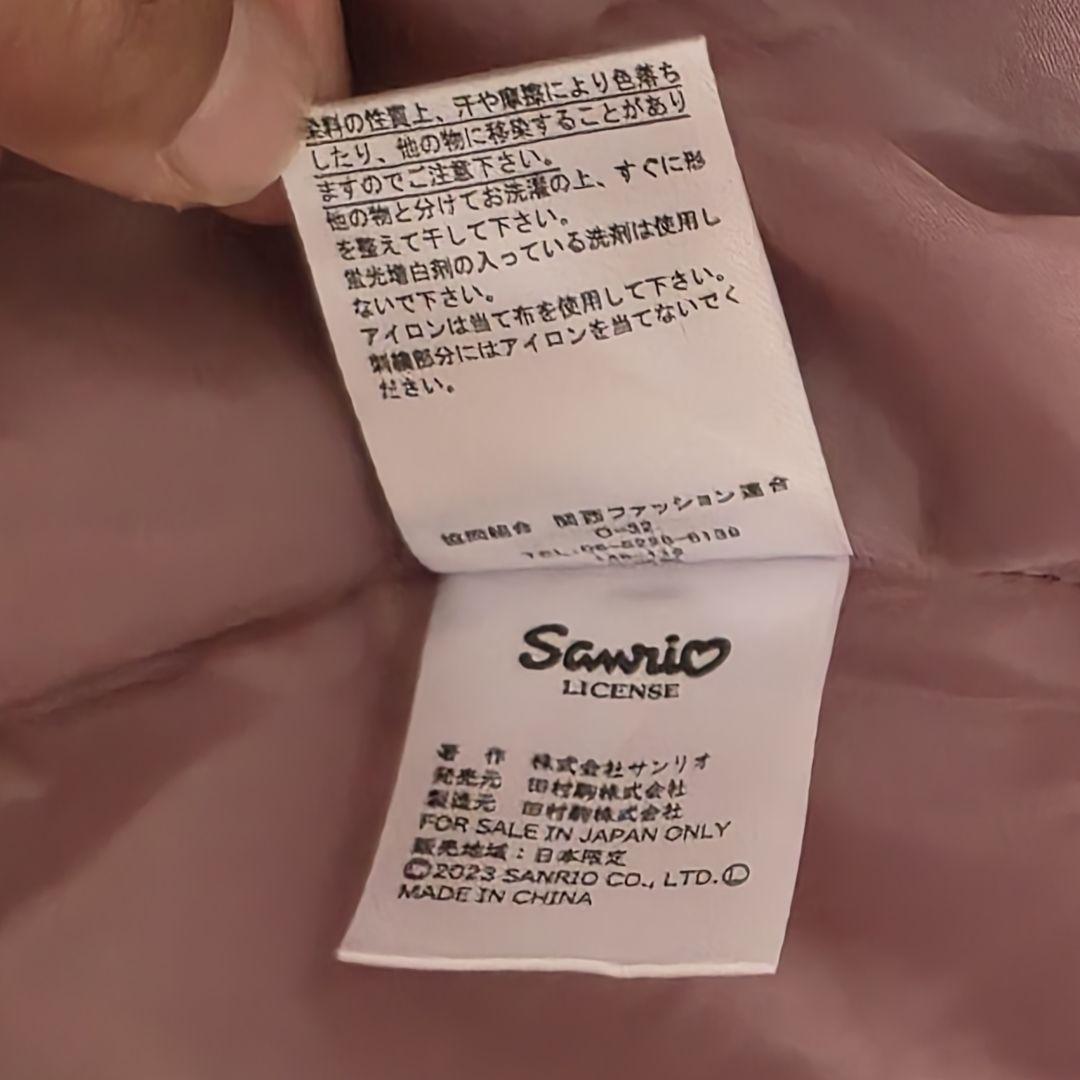 染料の性質上、汗や摩擦により色落ち
したり、他の物に移染することがあり
ますのでご注意下さい。
他の物と分けてお洗濯の上、すぐに形
を整えて干して下さい。
蛍光増白剤の入っている洗剤は使用し
ないで下さい。
アイロンは当て布を使用して下さい。
刺繍部分にはアイロンを当てないでく
ださい。
協同組合 関西ファッション連合
TEL:
Sanrio
LICENSE
著作 株式会社サンリオ
発売元 田村駒株式会社
製造元 田村駒株式会社
FOR SALE IN JAPAN ONLY
販売地域：日本限定
©2023 SANRIO CO., LTD.Ⓛ
MADE IN CHINA